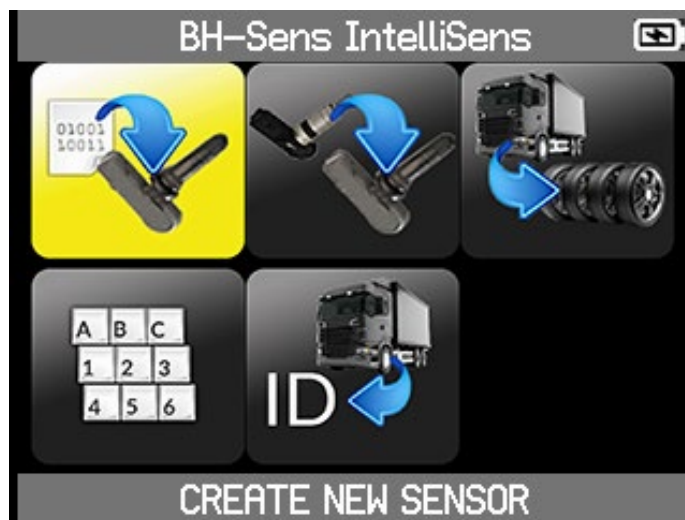 BH-Sens IntelliSens
01001
10011
A B C
1 2 3
4 5 6
ID
CREATE NEW SENSOR